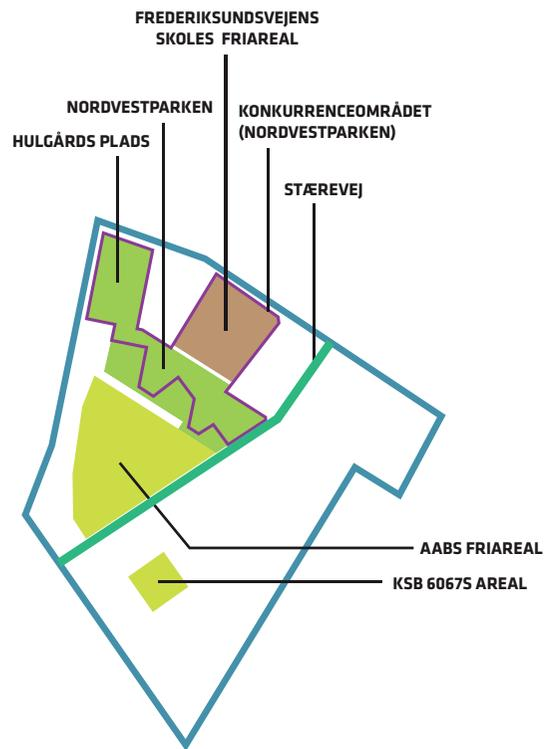 FREDERIKSUNDSVEJENS
SKOLES FRIAREAL
NORDVESTPARKEN
KONKURRENCEOMRÅDET
(NORDVESTPARKEN)
HULGÅRDS PLADS
STÆREVEJ
AABS FRIAREAL
KSB 6067S AREAL